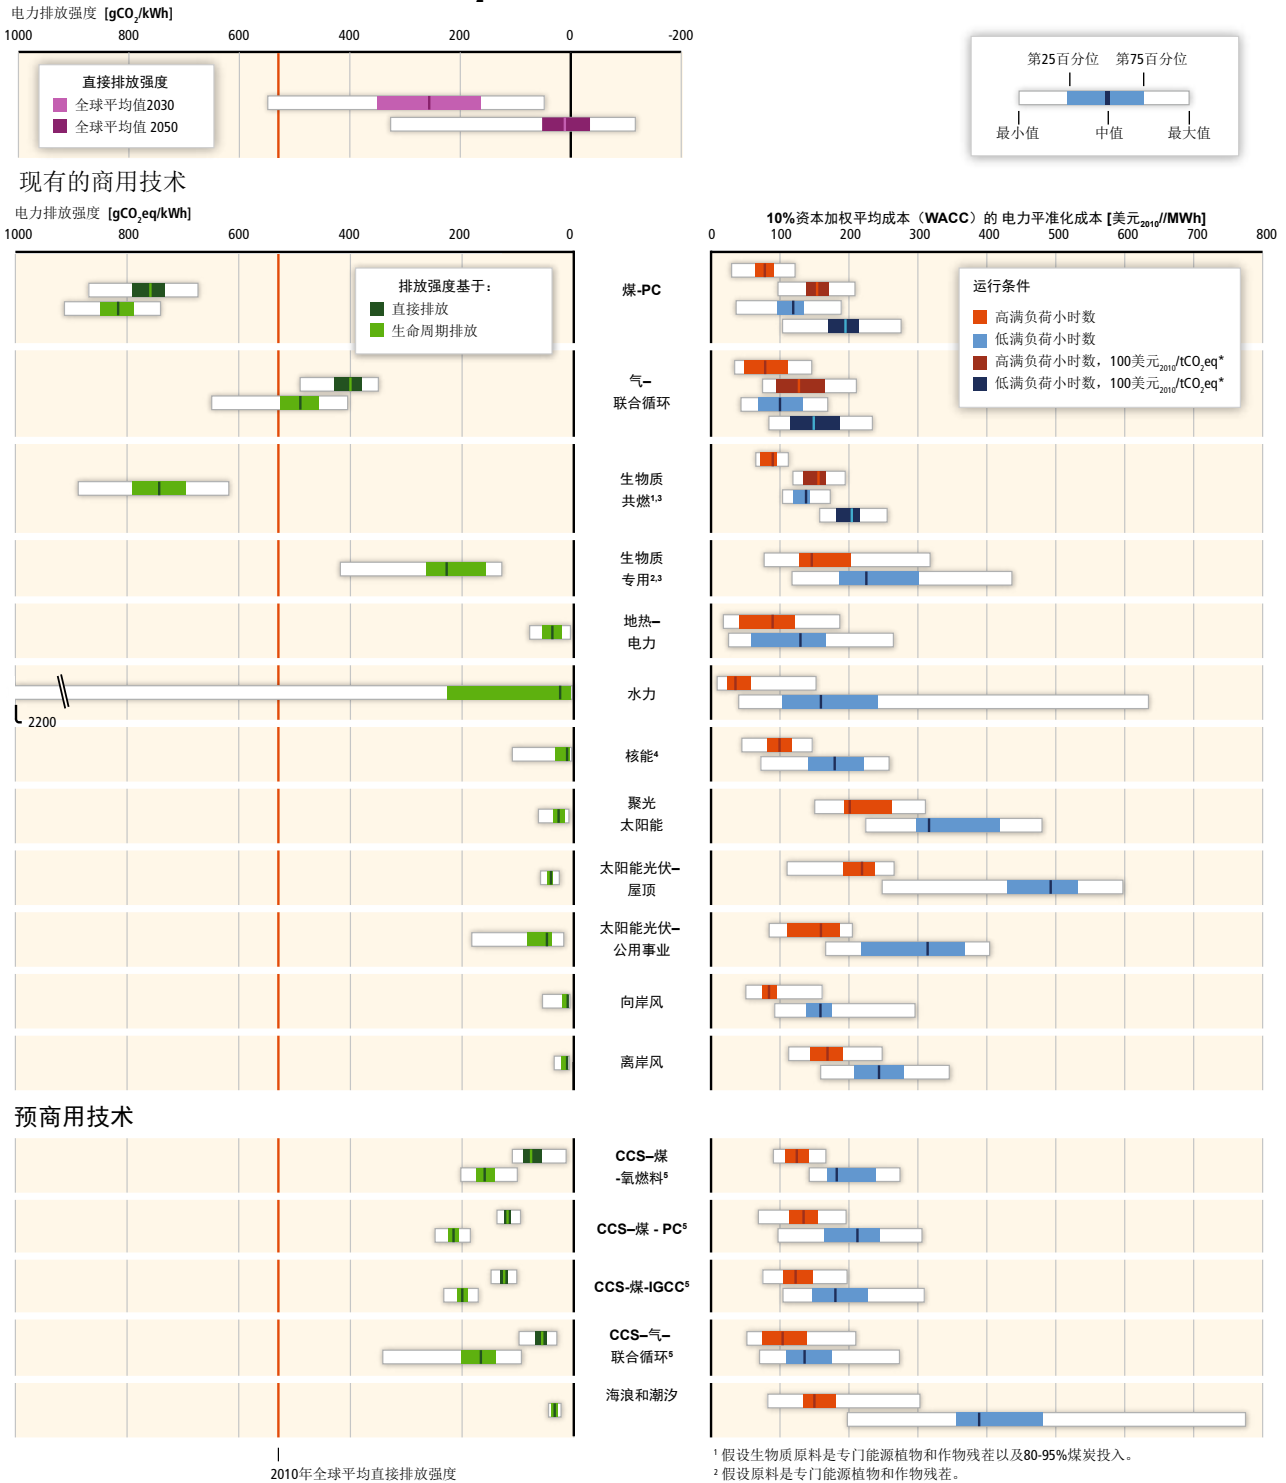 电力排放强度 [gCO2/kWh]
1000 800 600 400 200 0 -200
直接排放强度
全球平均值2030
全球平均值 2050
第25百分位 第75百分位
最小值 中值 最大值
现有的商用技术
电力排放强度 [gCO2eq/kWh]
1000 800 600 400 200 0
10%资本加权平均成本（WACC）的 电力平准化成本 [美元2010//MWh]
0 100 200 300 400 500 600 700 800
排放强度基于：
直接排放
生命周期排放
运行条件
高满负荷小时数
低满负荷小时数
高满负荷小时数，100美元2010/tCO2eq*
低满负荷小时数，100美元2010/tCO2eq*
煤-PC
气–
联合循环
生物质
共燃1,3
生物质
专用2,3
地热–
电力
水力
2200
核能4
聚光
太阳能
太阳能光伏–
屋顶
太阳能光伏–
公用事业
向岸风
离岸风
预商用技术
CCS–煤
-氧燃料5
CCS–煤 - PC5
CCS-煤-IGCC5
CCS–气–
联合循环5
海浪和潮汐
2010年全球平均直接排放强度
1 假设生物质原料是专门能源植物和作物残茬以及80-95%煤炭投入。
2 假设原料是专门能源植物和作物残茬。